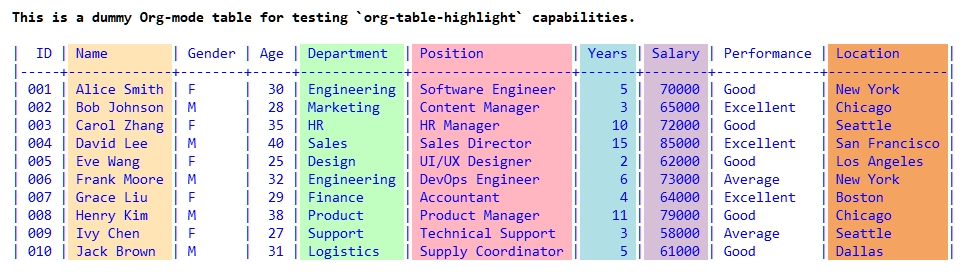 This is a dummy Org-mode table for testing `org-table-highlight` capabilities.
|  ID | Name        | Gender | Age | Department  | Position           | Years | Salary | Performance | Location      |
|-----+-------------+--------+-----+-------------+--------------------+-------+--------+-------------+---------------|
| 001 | Alice Smith | F      |  30 | Engineering | Software Engineer  |     5 |  70000 | Good        | New York      |
| 002 | Bob Johnson | M      |  28 | Marketing   | Content Manager    |     3 |  65000 | Excellent   | Chicago       |
| 003 | Carol Zhang | F      |  35 | HR          | HR Manager         |    10 |  72000 | Good        | Seattle       |
| 004 | David Lee   | M      |  40 | Sales       | Sales Director     |    15 |  85000 | Excellent   | San Francisco |
| 005 | Eve Wang    | F      |  25 | Design      | UI/UX Designer     |     2 |  62000 | Good        | Los Angeles   |
| 006 | Frank Moore | M      |  32 | Engineering | DevOps Engineer    |     6 |  73000 | Average     | New York      |
| 007 | Grace Liu   | F      |  29 | Finance     | Accountant         |     4 |  64000 | Excellent   | Boston        |
| 008 | Henry Kim   | M      |  38 | Product     | Product Manager    |    11 |  79000 | Good        | Chicago       |
| 009 | Ivy Chen    | F      |  27 | Support     | Technical Support  |     3 |  58000 | Average     | Seattle       |
| 010 | Jack Brown  | M      |  31 | Logistics   | Supply Coordinator |     5 |  61000 | Good        | Dallas        |